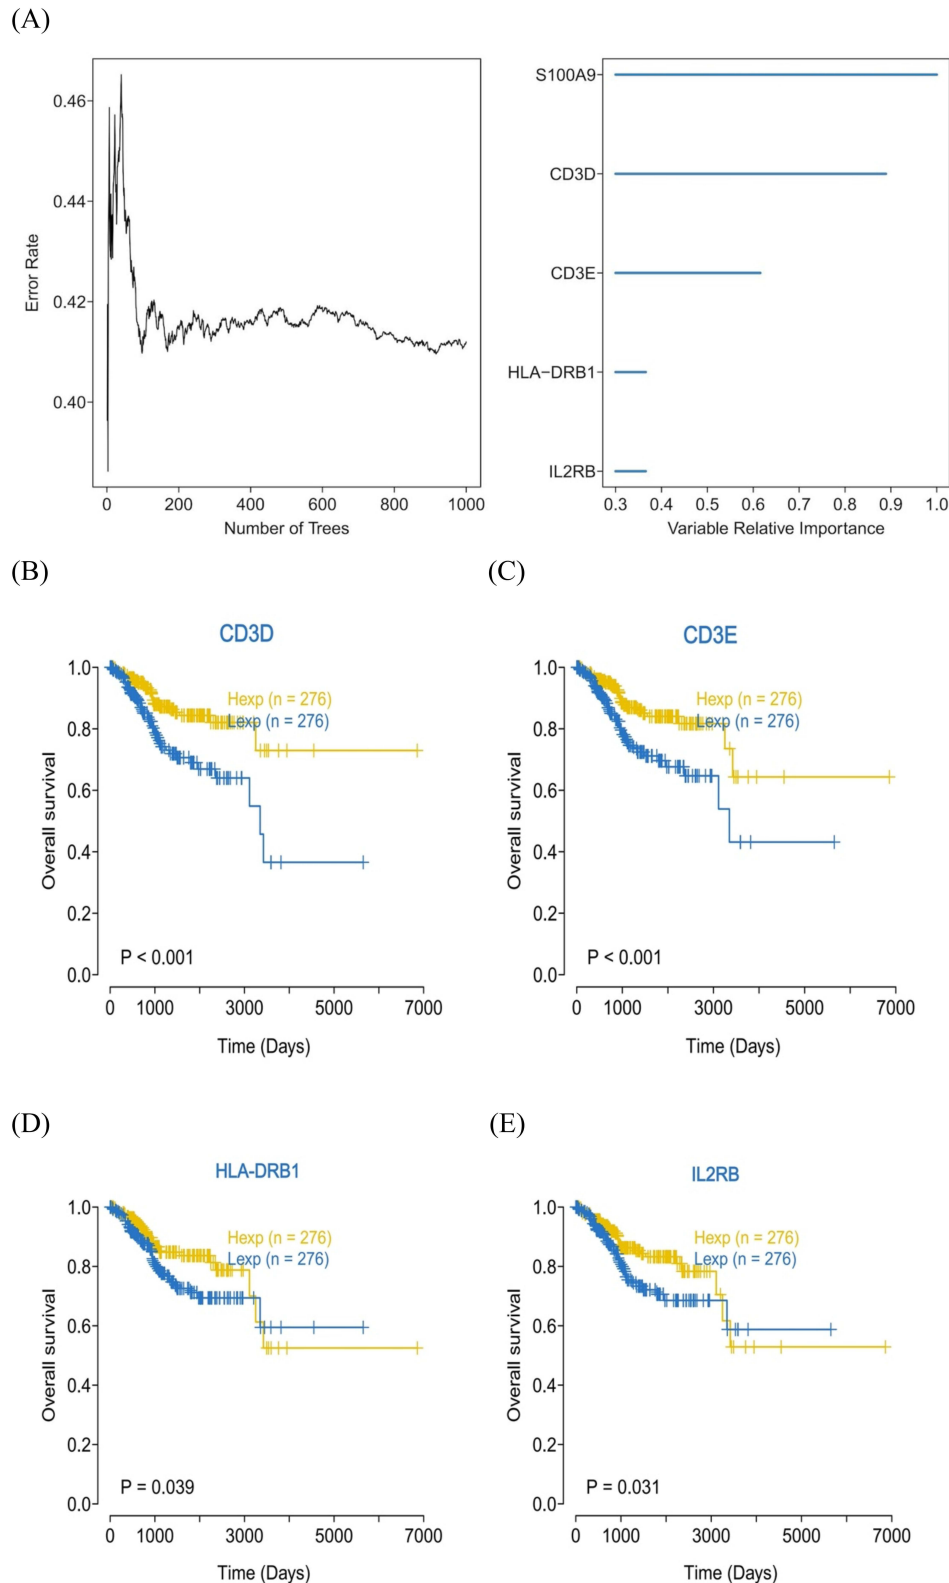 (A)
0.46
0.44
0.42
0.40
Error Rate
0 200 400 600 800 1000
Number of Trees
S100A9
CD3D
CD3E
HLA-DRB1
IL2RB
0.3 0.4 0.5 0.6 0.7 0.8 0.9 1.0
Variable Relative Importance
(B)
CD3D
1.0
0.8
0.6
0.4
0.2
0.0
Overall survival
Hexp (n = 276)
Lexp (n = 276)
P < 0.001
0 1000 3000 5000 7000
Time (Days)
(C)
CD3E
1.0
0.8
0.6
0.4
0.2
0.0
Overall survival
Hexp (n = 276)
Lexp (n = 276)
P < 0.001
0 1000 3000 5000 7000
Time (Days)
(D)
HLA-DRB1
1.0
0.8
0.6
0.4
0.2
0.0
Overall survival
Hexp (n = 276)
Lexp (n = 276)
P = 0.039
0 1000 3000 5000 7000
Time (Days)
(E)
IL2RB
1.0
0.8
0.6
0.4
0.2
0.0
Overall survival
Hexp (n = 276)
Lexp (n = 276)
P = 0.031
0 1000 3000 5000 7000
Time (Days)